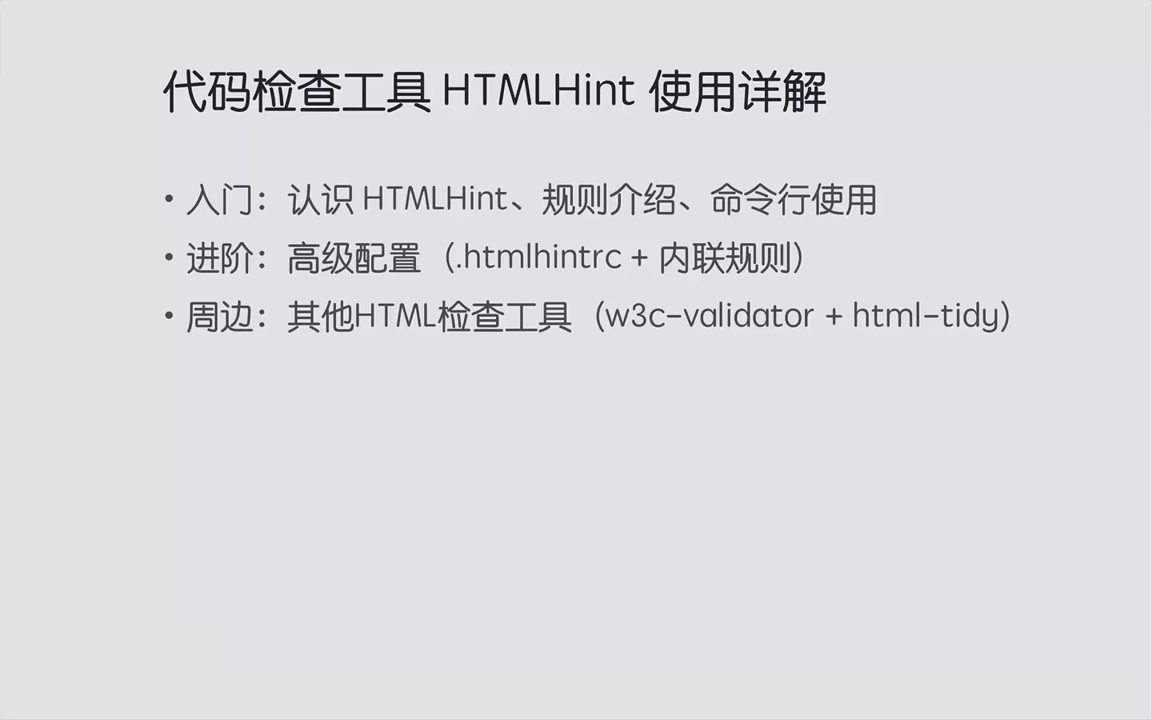 代码检查工具 HTMLHint 使用详解
• 入门：认识 HTMLHint、规则介绍、命令行使用
• 进阶：高级配置（.htmlhintrc + 内联规则）
• 周边：其他HTML检查工具（w3c-validator + html-tidy）